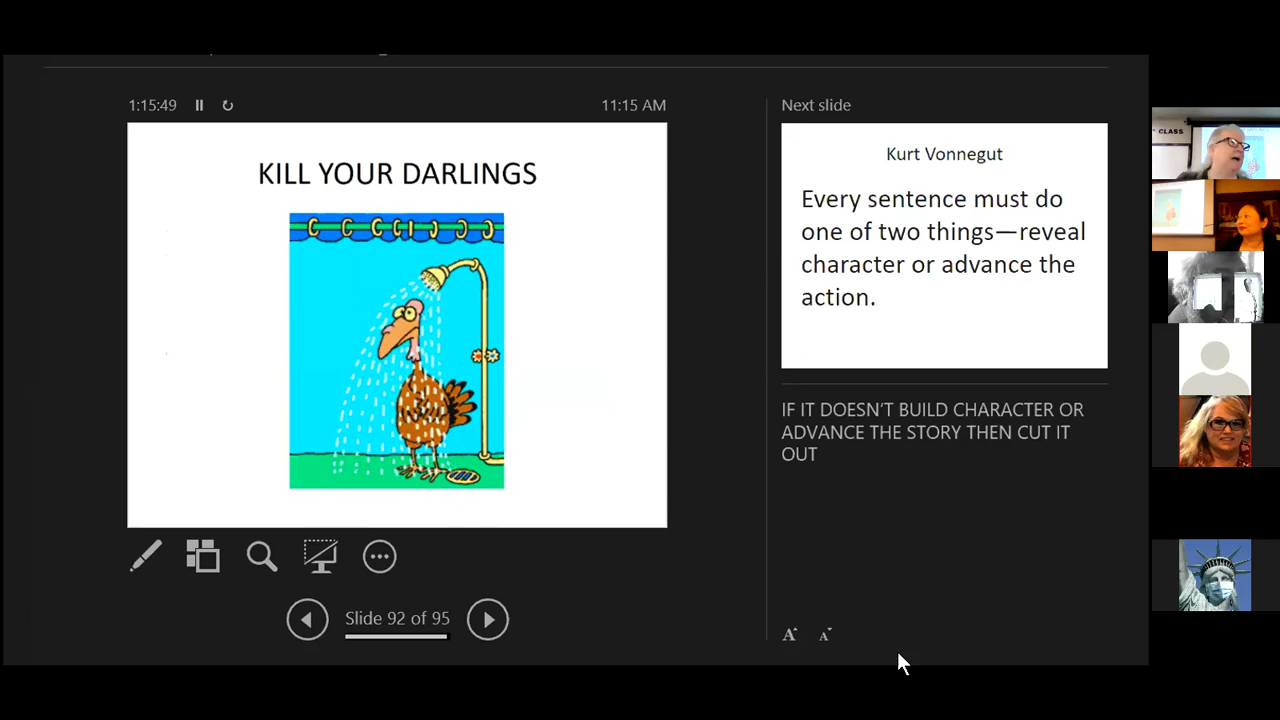 1:15:49
11:15 AM
Next slide
KILL YOUR DARLINGS
Kurt Vonnegut
Every sentence must do
one of two things—reveal
character or advance the
action.
IF IT DOESN'T BUILD CHARACTER OR
ADVANCE THE STORY THEN CUT IT
OUT
Slide 92 of 95
A A
CLASS